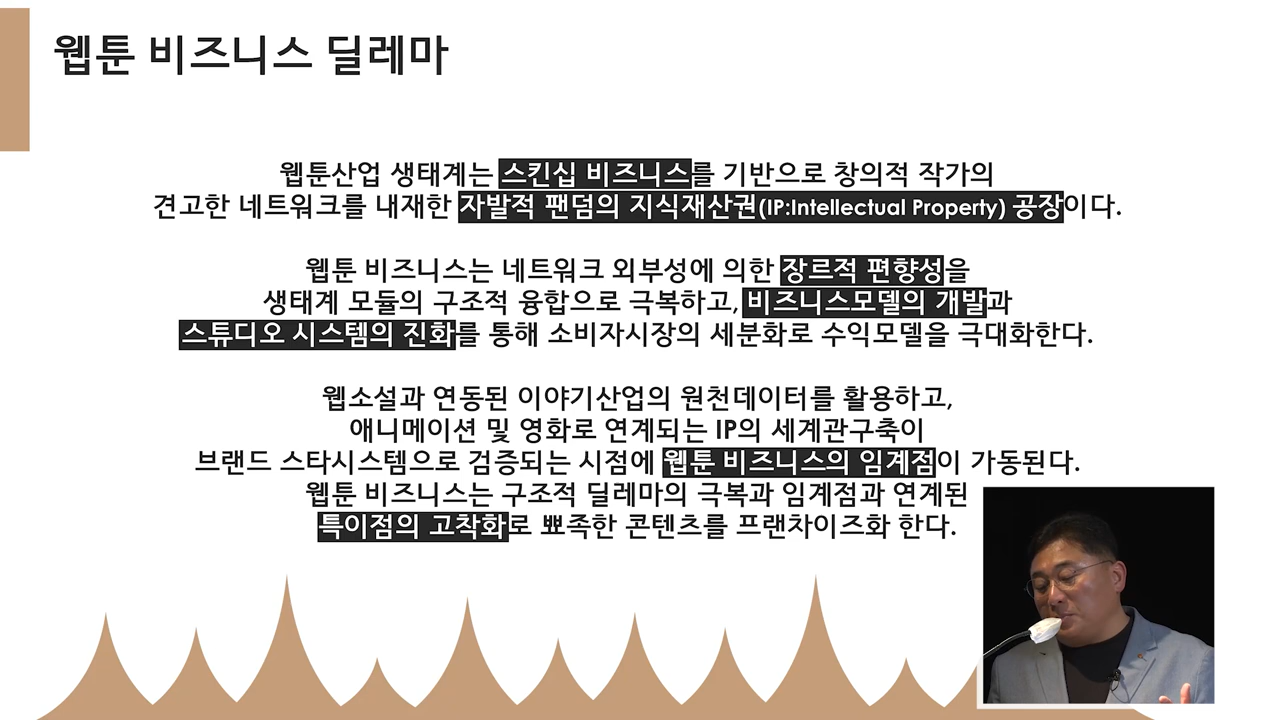 웹툰 비즈니스 딜레마
웹툰산업 생태계는 스킨십 비즈니스를 기반으로 창의적 작가의
견고한 네트워크를 내재한 자발적 팬덤의 지식재산권(IP:Intellectual Property) 공장이다.
웹툰 비즈니스는 네트워크 외부성에 의한 장르적 편향성을
생태계 모듈의 구조적 융합으로 극복하고, 비즈니스모델의 개발과
스튜디오 시스템의 진화를 통해 소비자시장의 세분화로 수익모델을 극대화한다.
웹소설과 연동된 이야기산업의 원천데이터를 활용하고,
애니메이션 및 영화로 연계되는 IP의 세계관구축이
브랜드 스타시스템으로 검증되는 시점에 웹툰 비즈니스의 임계점이 가동된다.
웹툰 비즈니스는 구조적 딜레마의 극복과 임계점과 연계된
특이점의 고착화로 뾰족한 콘텐츠를 프랜차이즈화 한다.